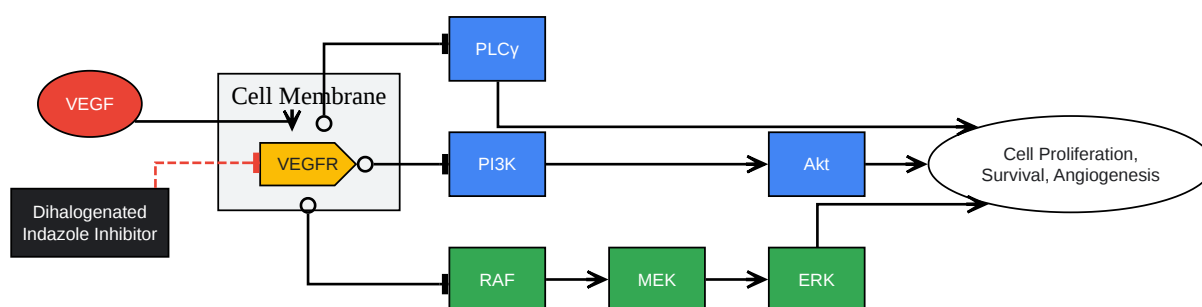 PLCγ
VEGF
Cell Membrane
VEGFR
PI3K
Akt
Cell Proliferation,
Survival, Angiogenesis
Dihalogenated
Indazole Inhibitor
RAF
MEK
ERK